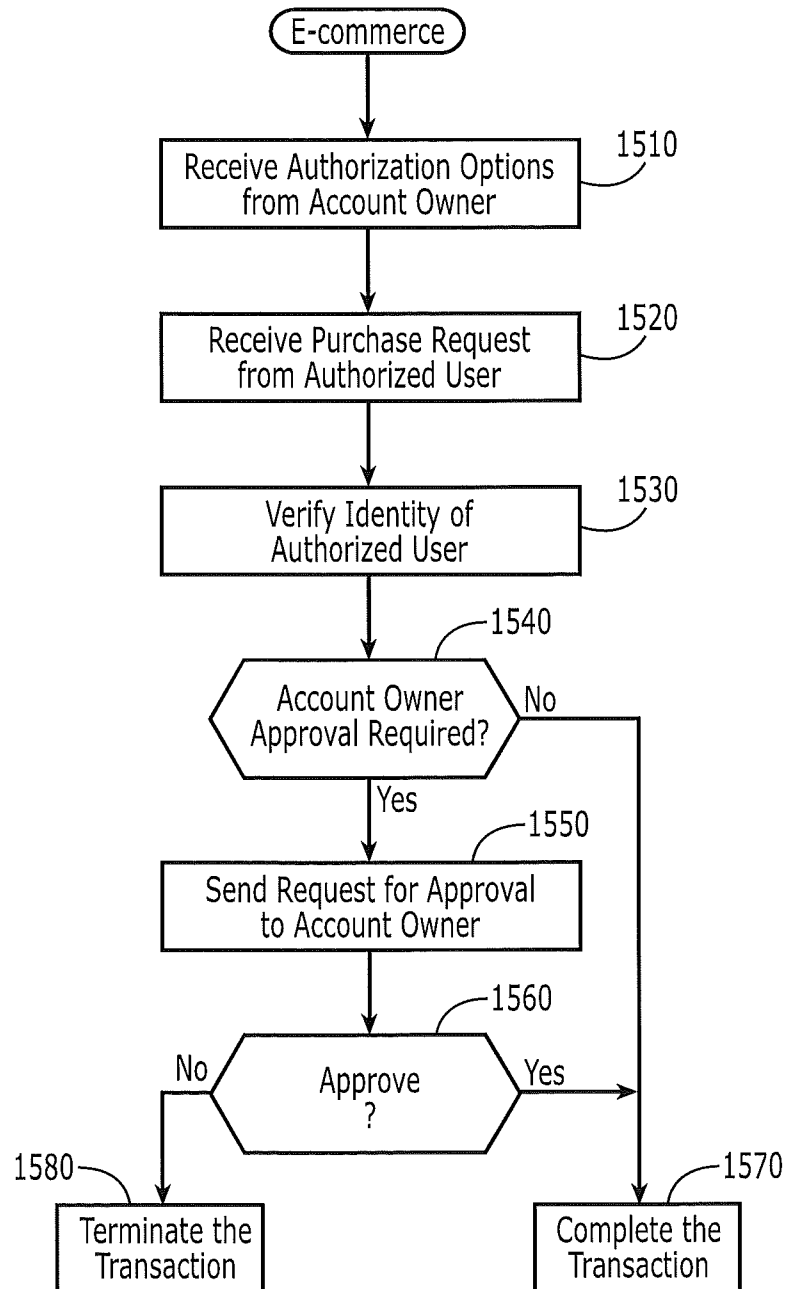 E-commerce
1510
Receive Authorization Options
from Account Owner
1520
Receive Purchase Request
from Authorized User
1530
Verify Identity of
Authorized User
1540
Account Owner
Approval Required?
No
Yes
1550
Send Request for Approval
to Account Owner
1560
No
Approve
?
Yes
1580
1570
Terminate the
Transaction
Complete the
Transaction